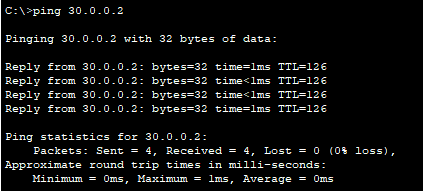 C:\>ping 30.0.0.2
Pinging 30.0.0.2 with 32 bytes of data:
Reply from 30.0.0.2: bytes=32 time=1ms TTL=126
Reply from 30.0.0.2: bytes=32 time<1ms TTL=126
Reply from 30.0.0.2: bytes=32 time<1ms TTL=126
Reply from 30.0.0.2: bytes=32 time=1ms TTL=126
Ping statistics for 30.0.0.2:
    Packets: Sent = 4, Received = 4, Lost = 0 (0% loss),
Approximate round trip times in milli-seconds:
    Minimum = 0ms, Maximum = 1ms, Average = 0ms